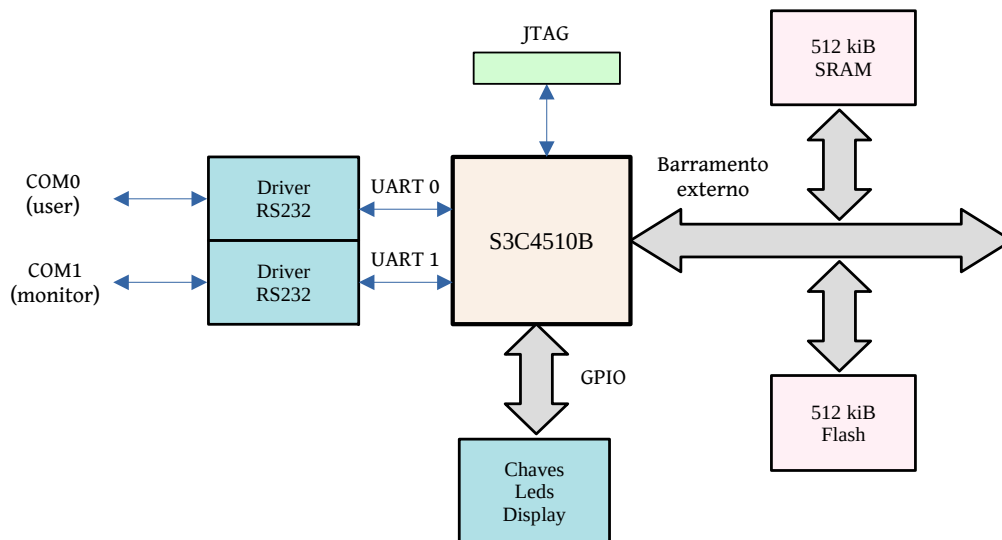 JTAG
512 kiB
SRAM
COM0
(user)
Driver
RS232
UART 0
S3C4510B
Barramento
externo
COM1
(monitor)
Driver
RS232
UART 1
GPIO
512 kiB
Flash
Chaves
Leds
Display